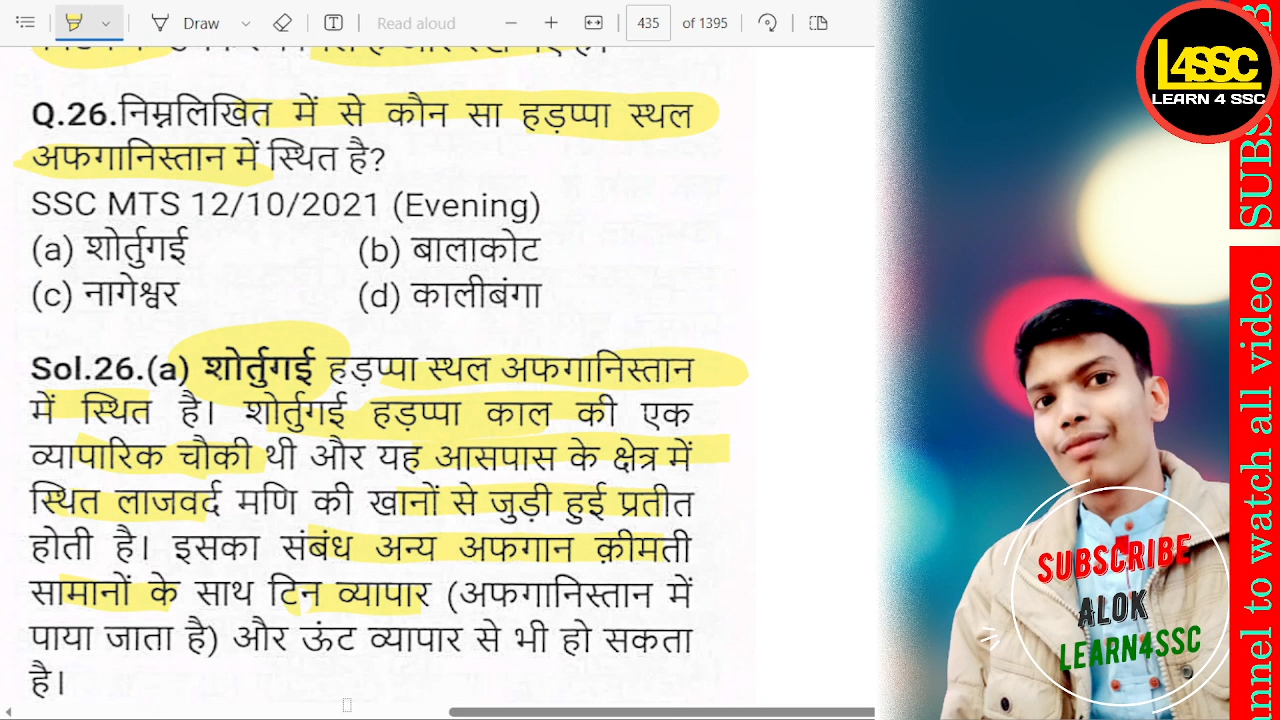 Draw
Read aloud
435 of 1395
Q.26.निम्नलिखित में से कौन सा हड़प्पा स्थल
अफगानिस्तान में स्थित है?
SSC MTS 12/10/2021 (Evening)
(a) शोर्तुगई (b) बालाकोट
(c) नागेश्वर (d) कालीबंगा
Sol.26.(a) शोर्तुगई हड़प्पा स्थल अफगानिस्तान
में स्थित है। शोर्तुगई हड़प्पा काल की एक
व्यापारिक चौकी थी और यह आसपास के क्षेत्र में
स्थित लाजवर्द मणि की खानों से जुड़ी हुई प्रतीत
होती है। इसका संबंध अन्य अफगान क़ीमती
सामानों के साथ टिन व्यापार (अफगानिस्तान में
पाया जाता है) और ऊंट व्यापार से भी हो सकता
है।
L4SSC
LEARN 4 SSC
SUBSCRIBE
ALOK
LEARN4SSC
to watch all video